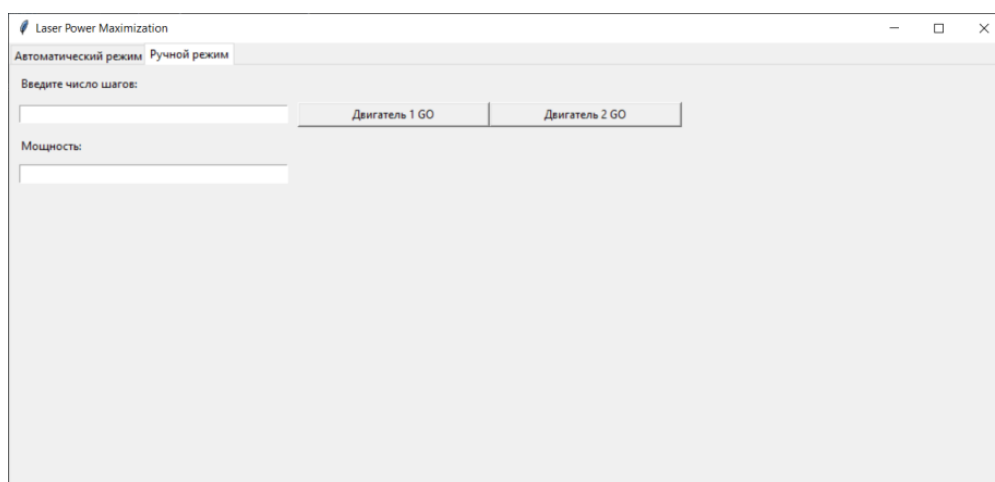 Laser Power Maximization
Автоматический режим Ручной режим
Введите число шагов:
Двигатель 1 GO Двигатель 2 GO
Мощность: